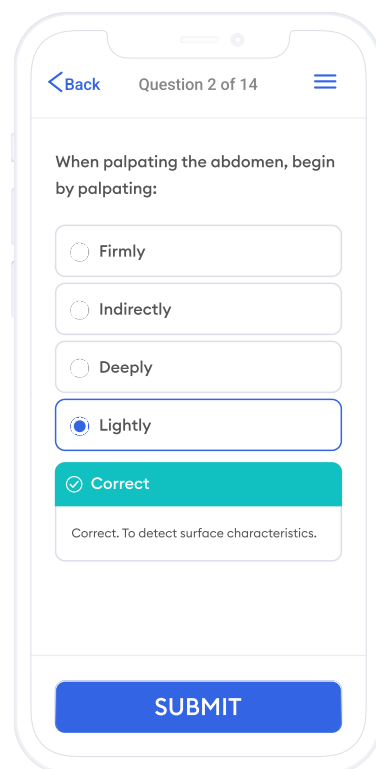 Back Question 2 of 14
When palpating the abdomen, begin
by palpating:
Firmly
Indirectly
Deeply
Lightly
Correct
Correct. To detect surface characteristics.
SUBMIT